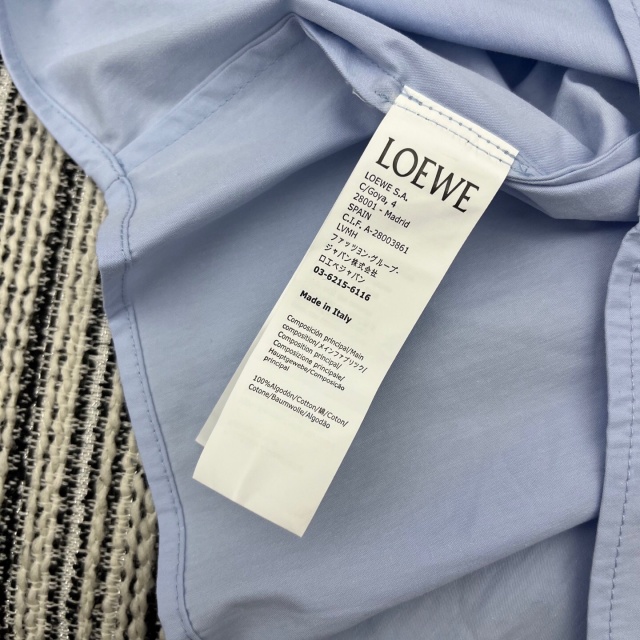 LOEWE
LOEWE S.A.
C/Goya, 4
28001 - Madrid
SPAIN
C.I.F. A-28003861
LVMH
ファッション・グループ・
ジャパン株式会社
ロエベジャパン
03-6215-6116
Made in Italy
Composición principal/Main
composition/メインファブリック/
Composition principal/
Composizione principale/
Hauptgewebe/Composição
principal
100%Algodón/Cotton/綿/Coton/
Cotone/Baumwolle/Algodão